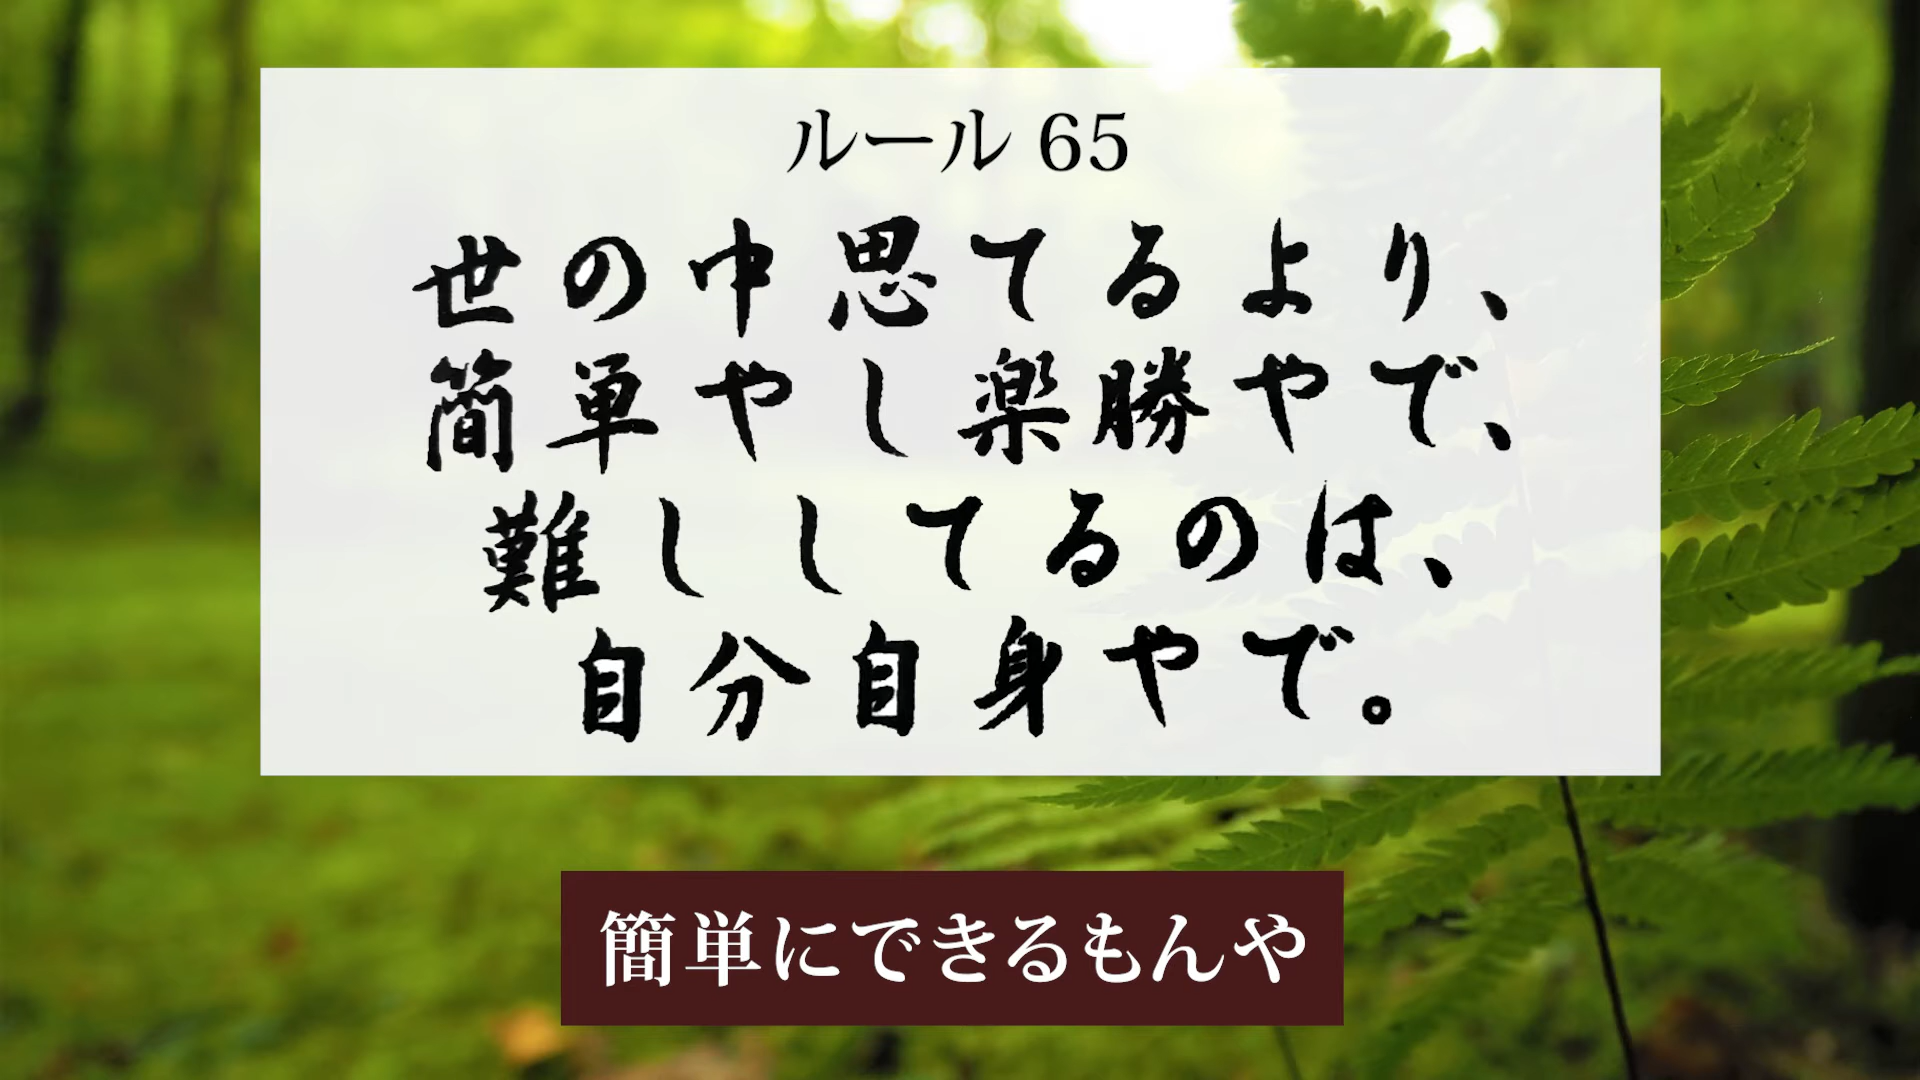 ルール 65
世の中思てるより、
簡単やし楽勝やで、
難ししてるのは、
自分自身やで。
簡単にできるもんや